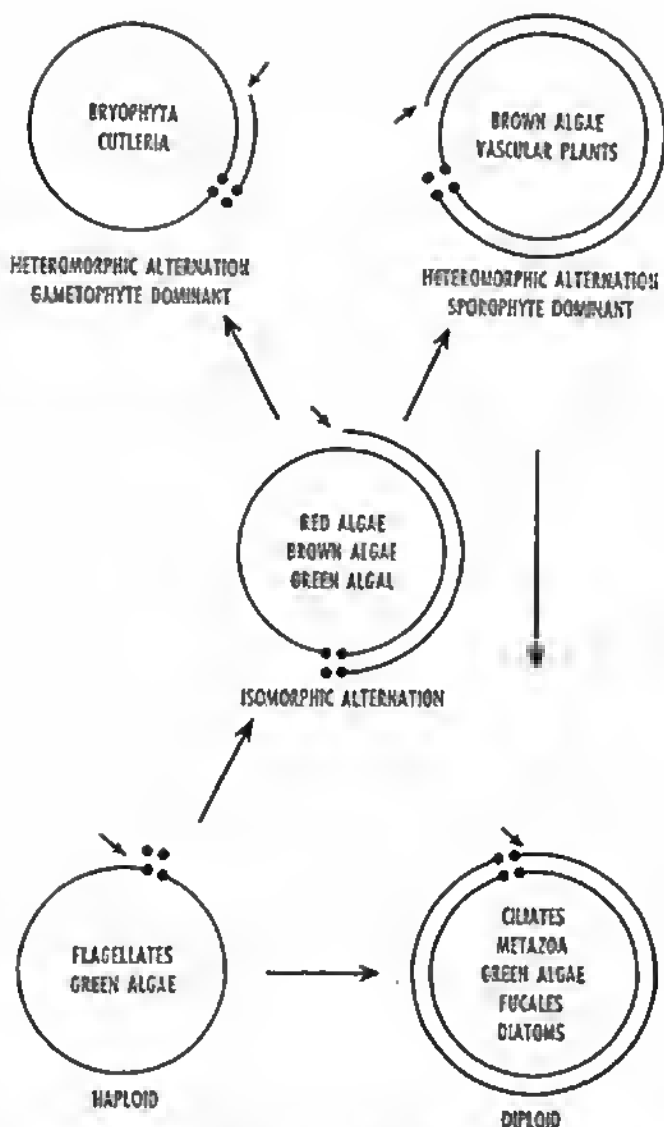 BRYOPHYTA
CUTLERIA
HETEROMORPHIC ALTERNATION
GAMETOPHYTE DOMINANT
BROWN ALGAE
VASCULAR PLANTS
HETEROMORPHIC ALTERNATION
SPOROPHYTE DOMINANT
RED ALGAE
BROWN ALGAE
GREEN ALGAL
ISOMORPHIC ALTERNATION
FLAGELLATES
GREEN ALGAE
HAPLOID
CILIATES
METAZOA
GREEN ALGAE
FUCALES
DIATOMS
DIPLOID